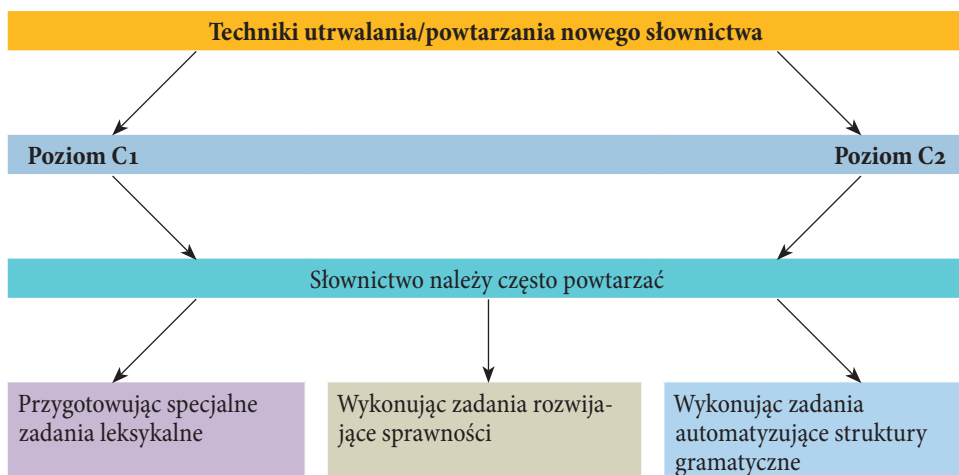 Techniki utrwalania/powtarzania nowego słownictwa
Poziom C1
Poziom C2
Słownictwo należy często powtarzać
Przygotowując specjalne
zadania leksykalne
Wykonując zadania rozwija-
jące sprawności
Wykonując zadania
automatyzujące struktury
gramatyczne